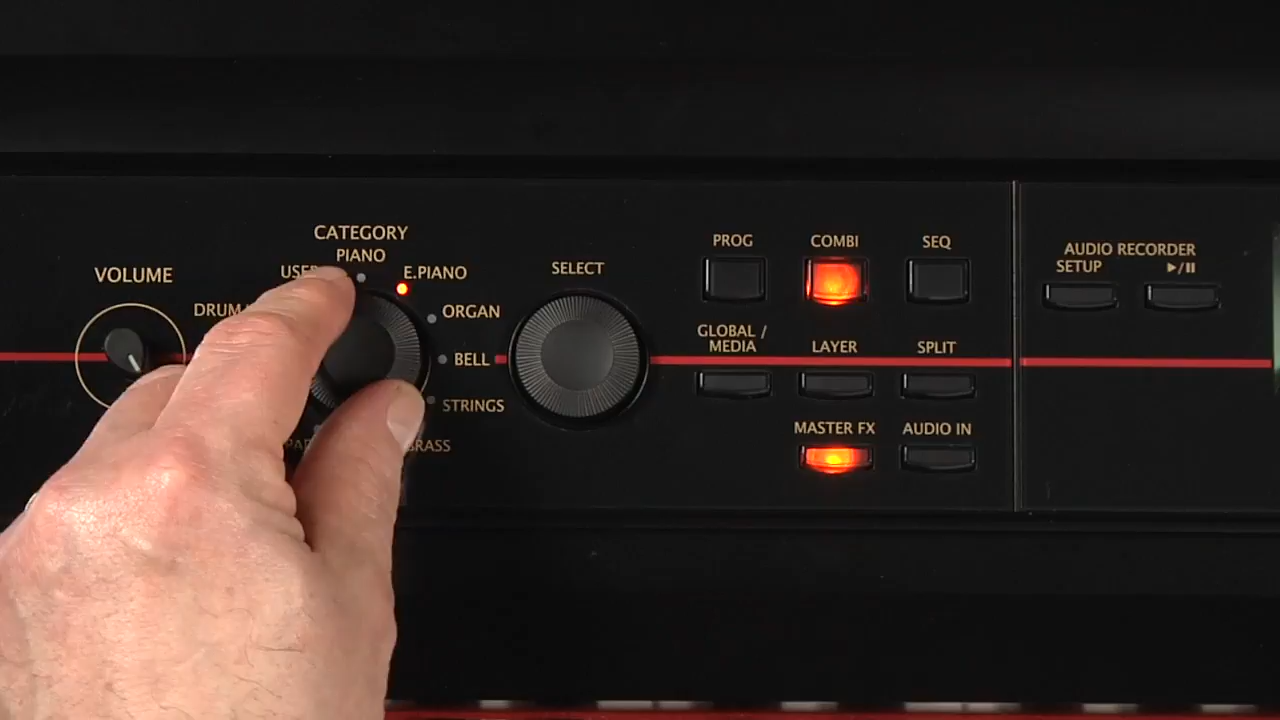 VOLUME
CATEGORY
PIANO
E.PIANO
ORGAN
BELL
STRINGS
BRASS
SELECT
PROG
COMBI
SEQ
GLOBAL /
MEDIA
LAYER
SPLIT
MASTER FX
AUDIO IN
AUDIO RECORDER
SETUP
▶/II